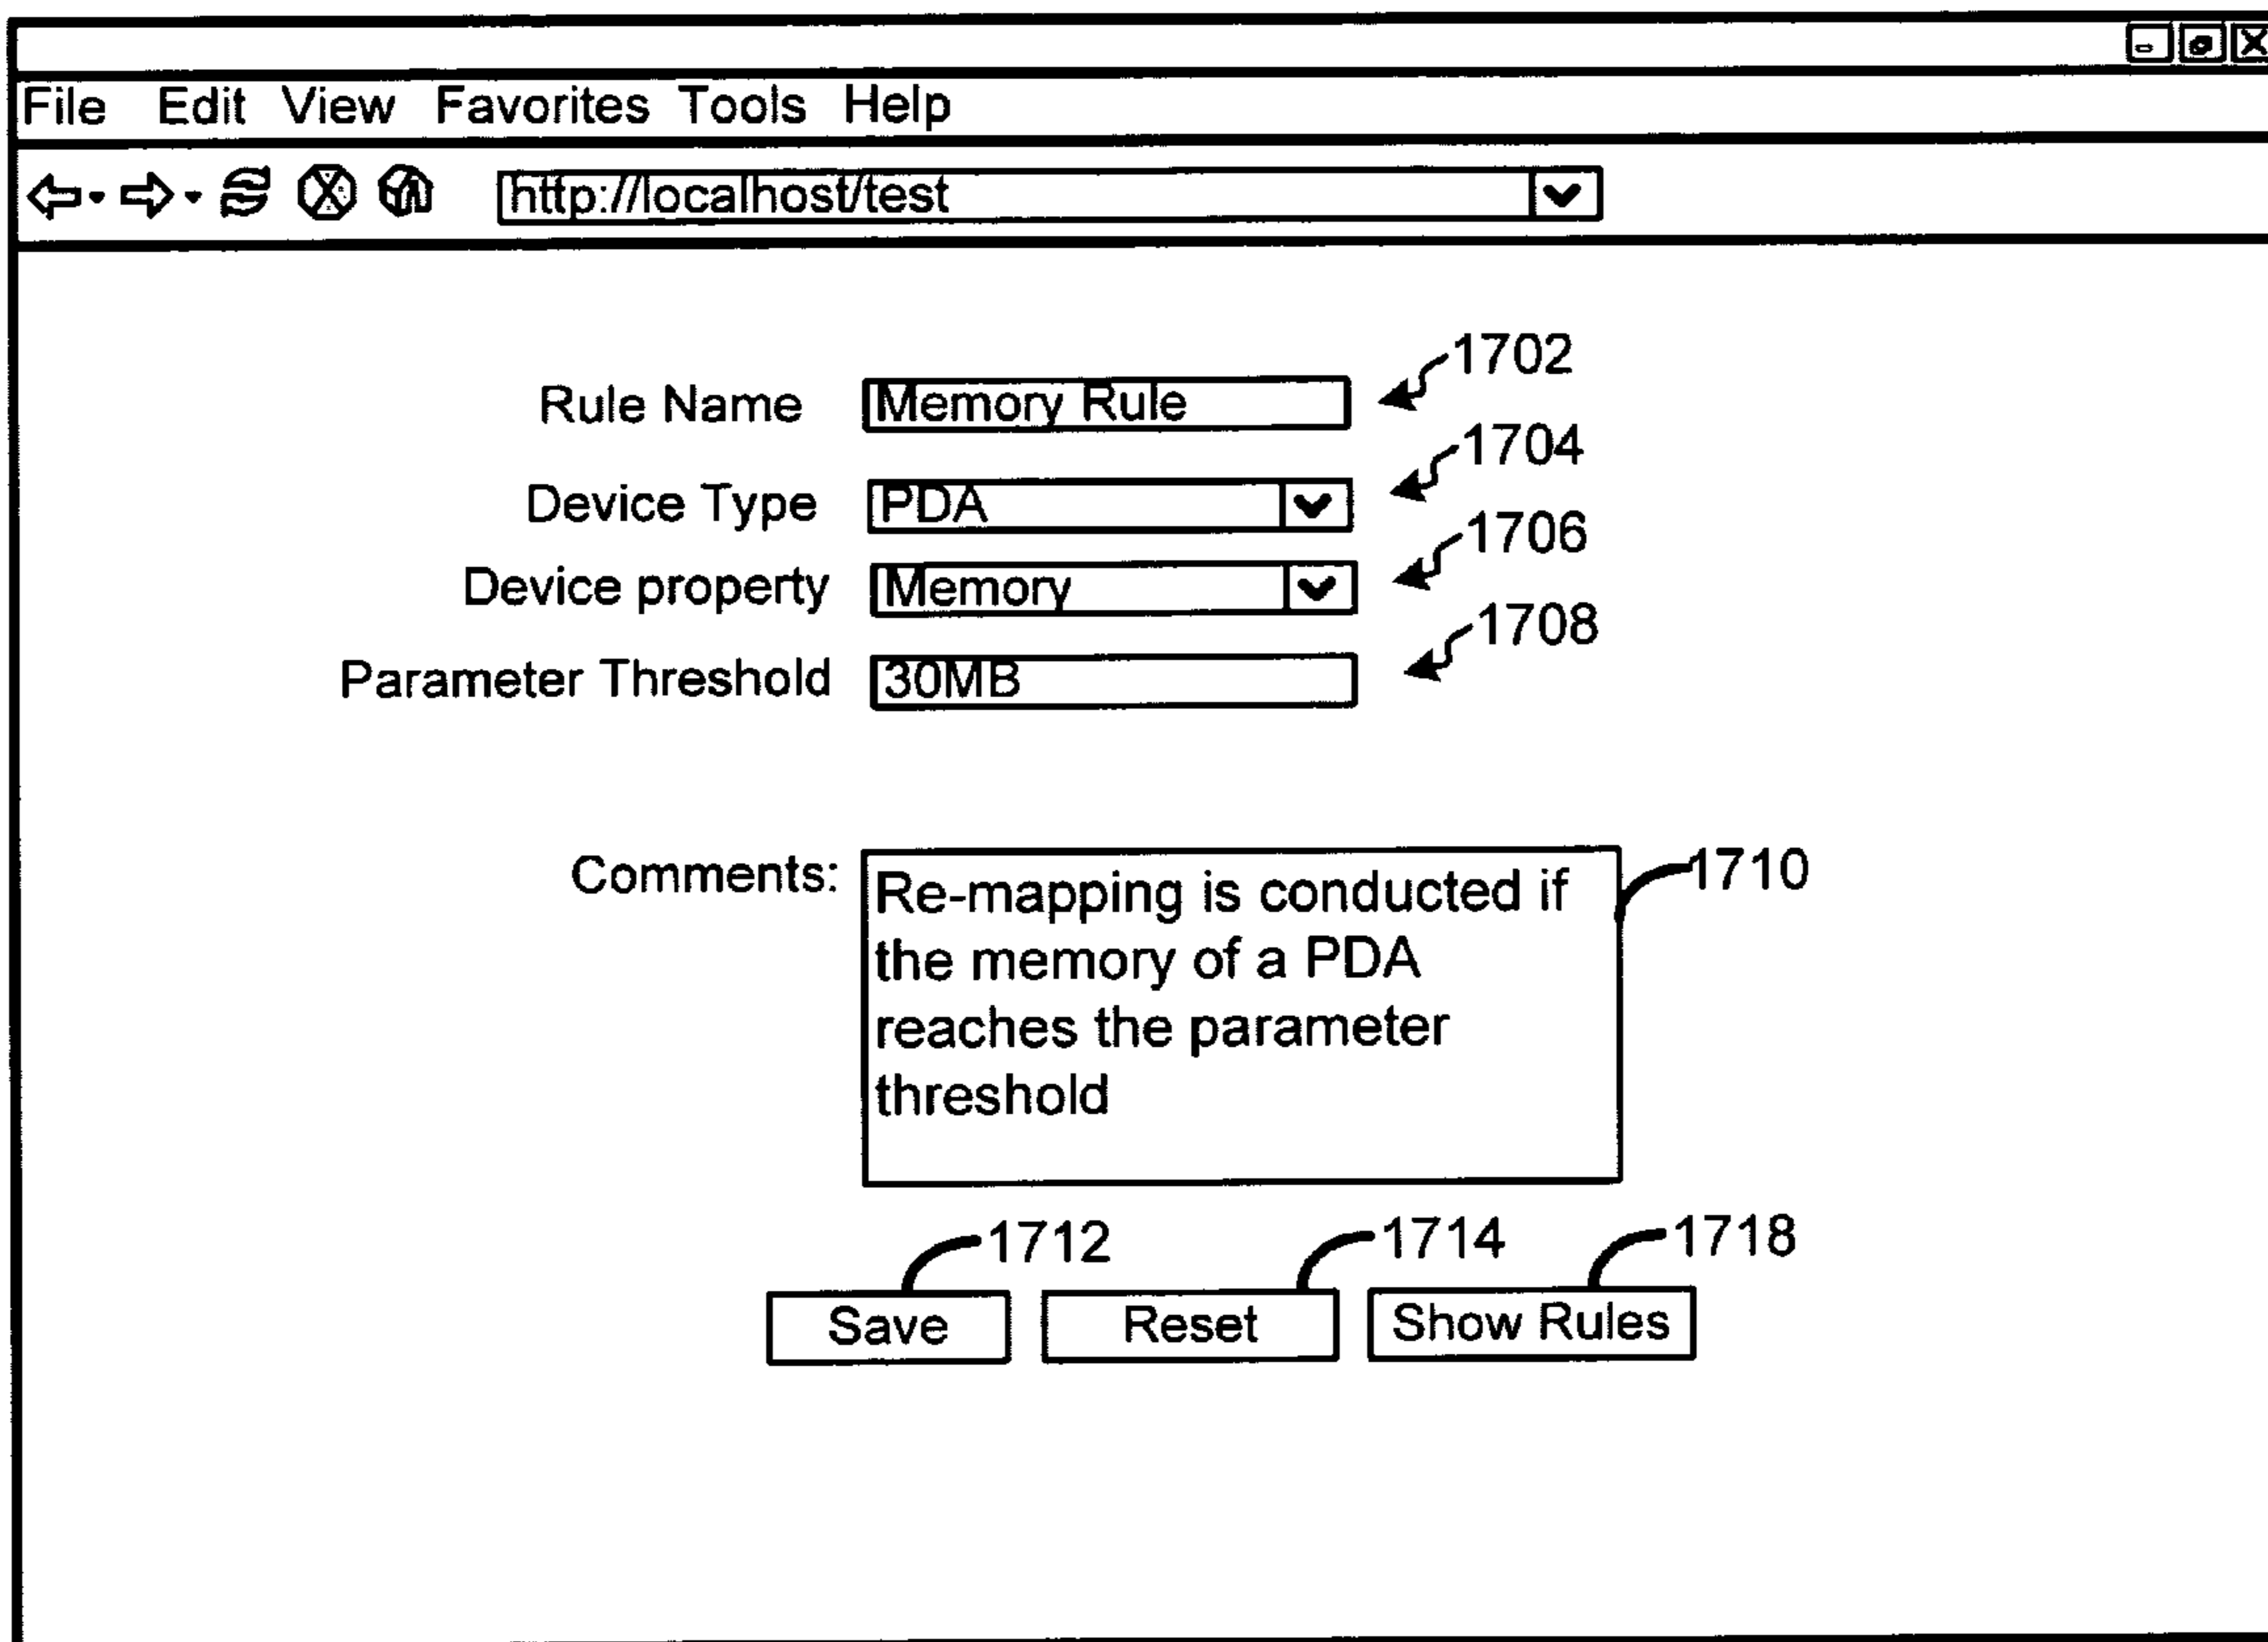 File Edit View Favorites Tools Help
http://localhost/test
1702
Rule Name Memory Rule
1704
Device Type PDA
1706
Device property Memory
1708
Parameter Threshold 30MB
Comments: Re-mapping is conducted if 1710
the memory of a PDA
reaches the parameter
threshold
1712 1714 1718
Save Reset Show Rules